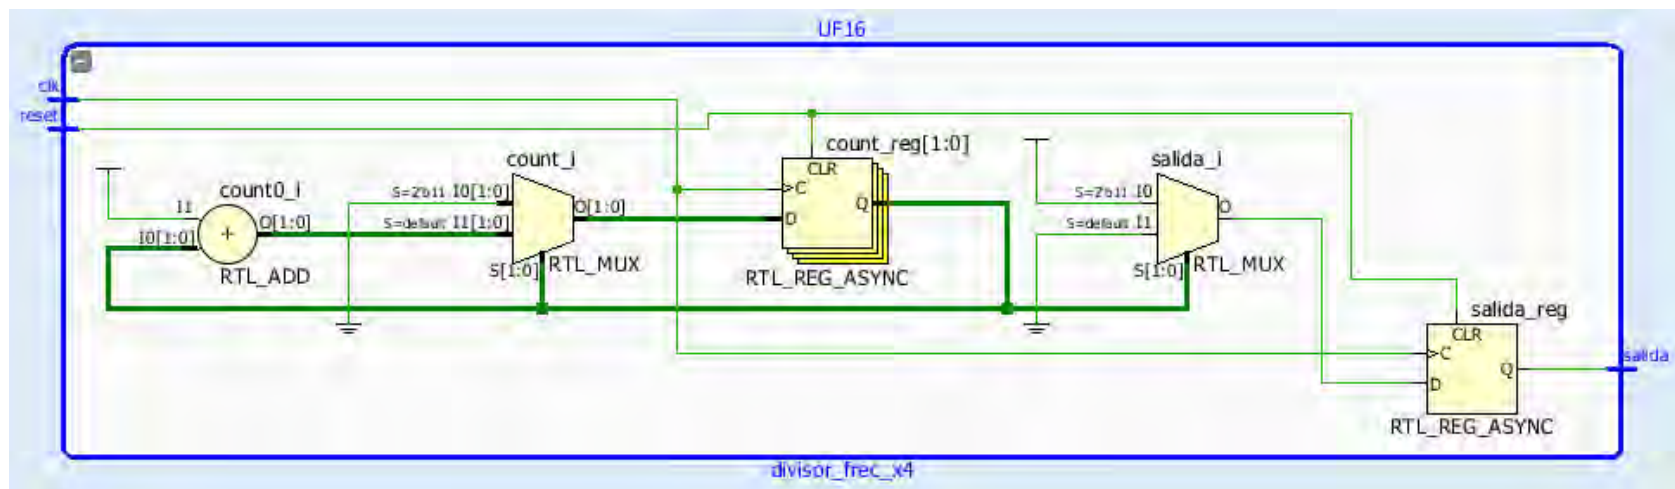 UF16
clk
reset
count0_i
I1
I0[1:0]
+
O[1:0]
RTL_ADD
count_i
S=2'b11 I0[1:0]
S=default I1[1:0]
S[1:0]
O[1:0]
RTL_MUX
count_reg[1:0]
CLR
C
D
Q
RTL_REG_ASYNC
salida_i
S=2'b11 I0
S=default I1
S[1:0]
O
RTL_MUX
salida_reg
CLR
C
D
Q
RTL_REG_ASYNC
salida
divisor_frec_x4